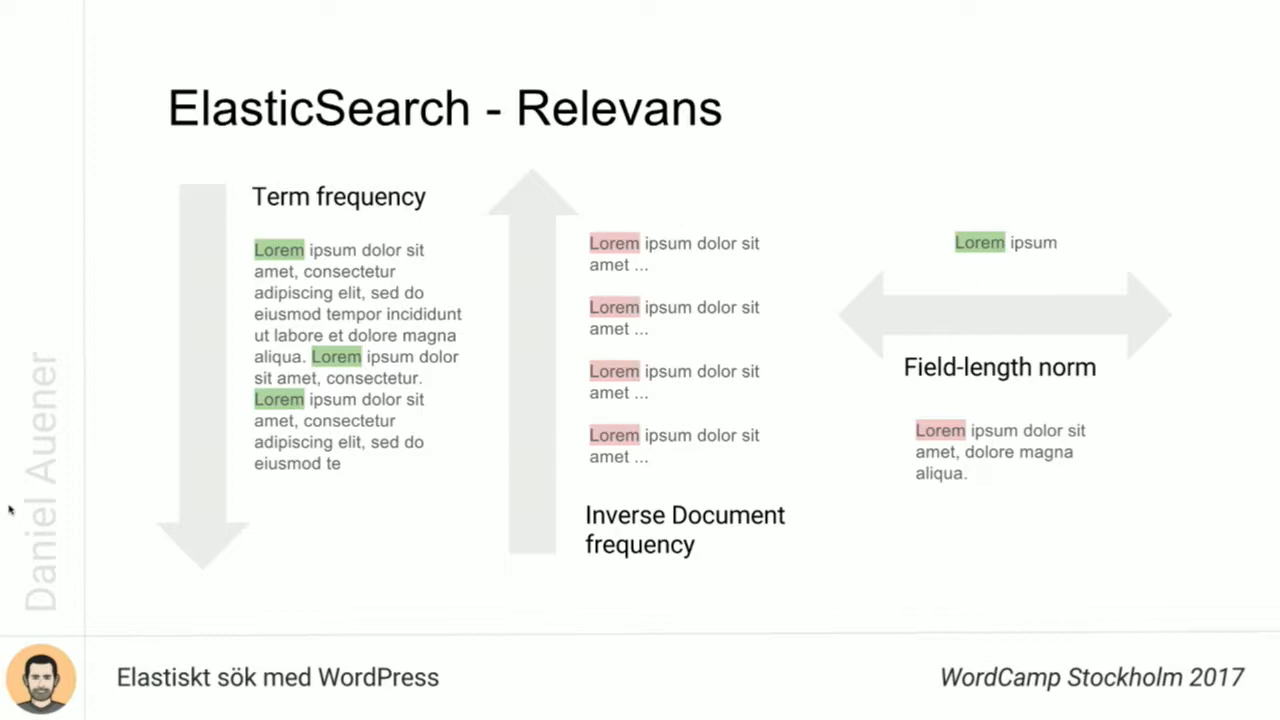 ElasticSearch - Relevans
Term frequency
Lorem ipsum dolor sit
amet, consectetur
adipiscing elit, sed do
eiusmod tempor incididunt
ut labore et dolore magna
aliqua. Lorem ipsum dolor
sit amet, consectetur.
Lorem ipsum dolor sit
amet, consectetur
adipiscing elit, sed do
eiusmod te
Lorem ipsum dolor sit
amet ...
Lorem ipsum dolor sit
amet ...
Lorem ipsum dolor sit
amet ...
Lorem ipsum dolor sit
amet ...
Inverse Document
frequency
Lorem ipsum
Field-length norm
Lorem ipsum dolor sit
amet, dolore magna
aliqua.
Daniel Auener
Elastiskt sök med WordPress
WordCamp Stockholm 2017